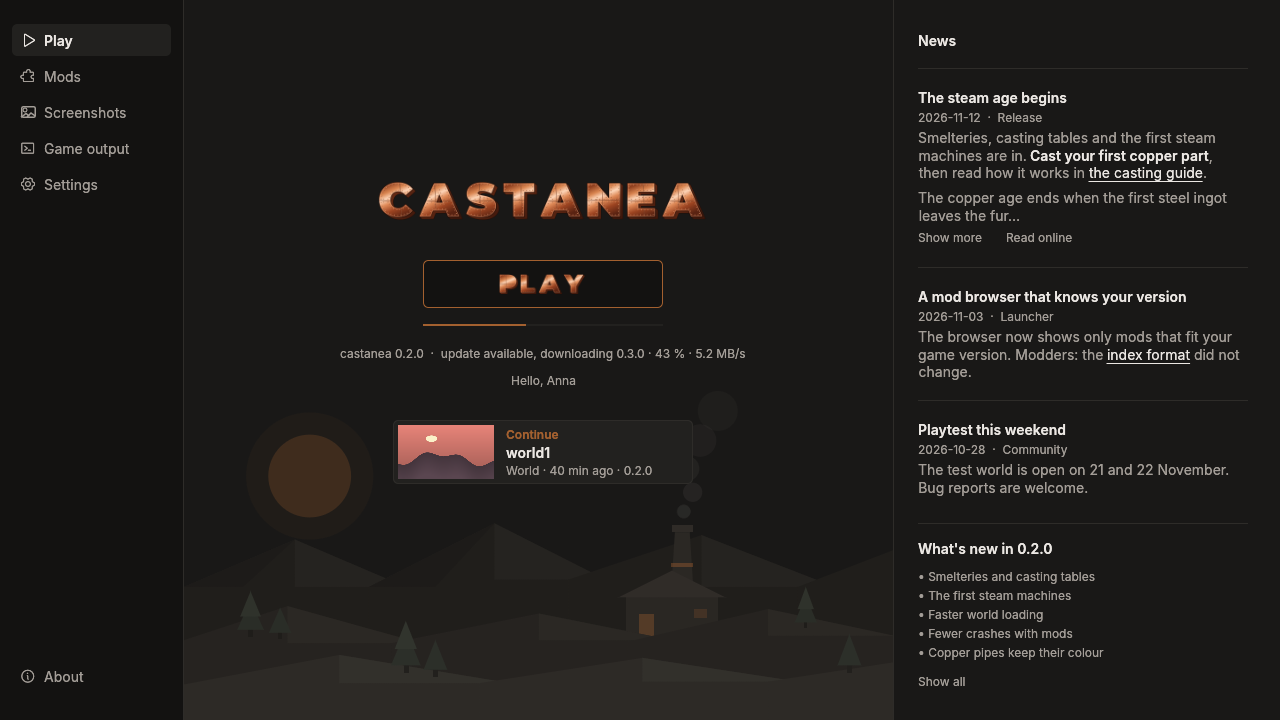 Play
Mods
Screenshots
Game output
Settings
About
CASTANEA
PLAY
castanea 0.2.0 · update available, downloading 0.3.0 · 43 % · 5.2 MB/s
Hello, Anna
Continue
world1
World · 40 min ago · 0.2.0
News
The steam age begins
2026-11-12 · Release
Smelteries, casting tables and the first steam
machines are in. Cast your first copper part,
then read how it works in the casting guide.
The copper age ends when the first steel ingot
leaves the fur...
Show more Read online
A mod browser that knows your version
2026-11-03 · Launcher
The browser now shows only mods that fit your
game version. Modders: the index format did not
change.
Playtest this weekend
2026-10-28 · Community
The test world is open on 21 and 22 November.
Bug reports are welcome.
What's new in 0.2.0
• Smelteries and casting tables
• The first steam machines
• Faster world loading
• Fewer crashes with mods
• Copper pipes keep their colour
Show all